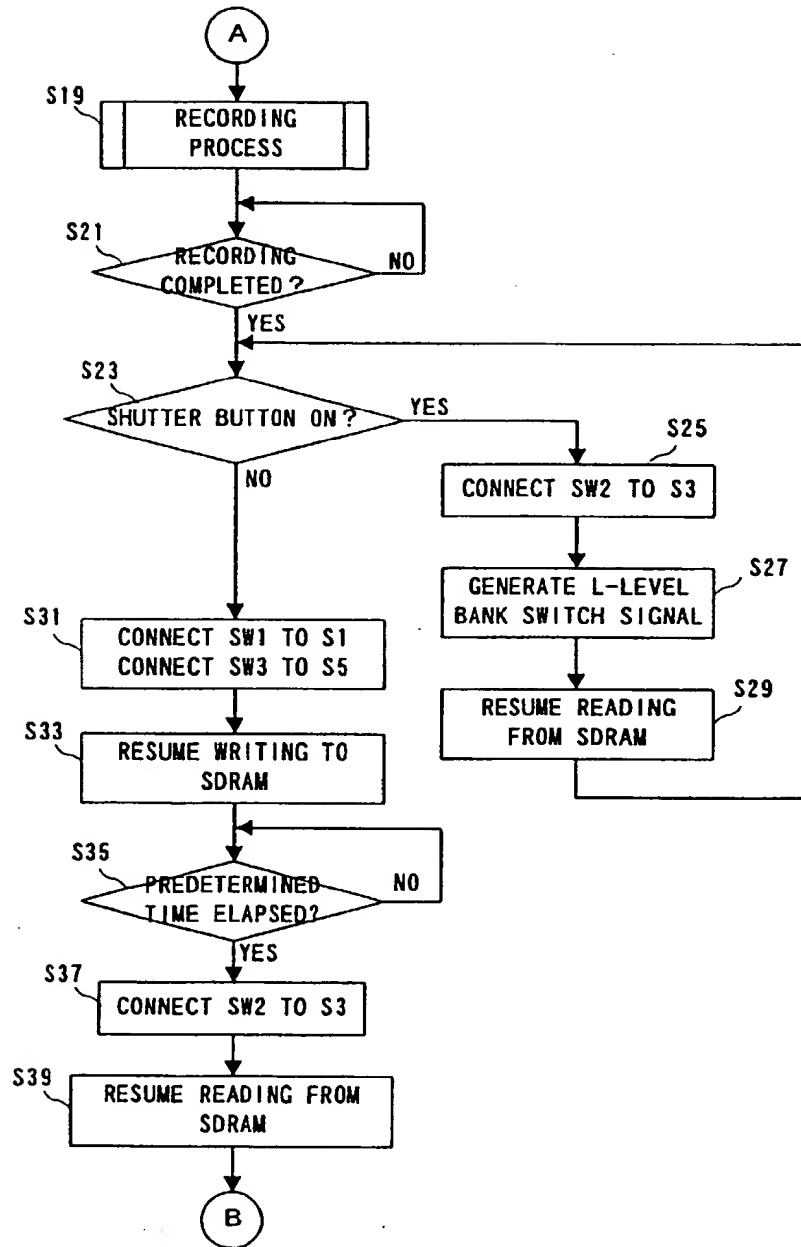 A
S19
RECORDING
PROCESS
S21
RECORDING
COMPLETED?
NO
YES
S23
SHUTTER BUTTON ON?
YES
NO
S25
CONNECT SW2 TO S3
S27
GENERATE L-LEVEL
BANK SWITCH SIGNAL
S29
RESUME READING
FROM SDRAM
S31
CONNECT SW1 TO S1
CONNECT SW3 TO S5
S33
RESUME WRITING TO
SDRAM
S35
PREDETERMINED
TIME ELAPSED?
NO
YES
S37
CONNECT SW2 TO S3
S39
RESUME READING FROM
SDRAM
B